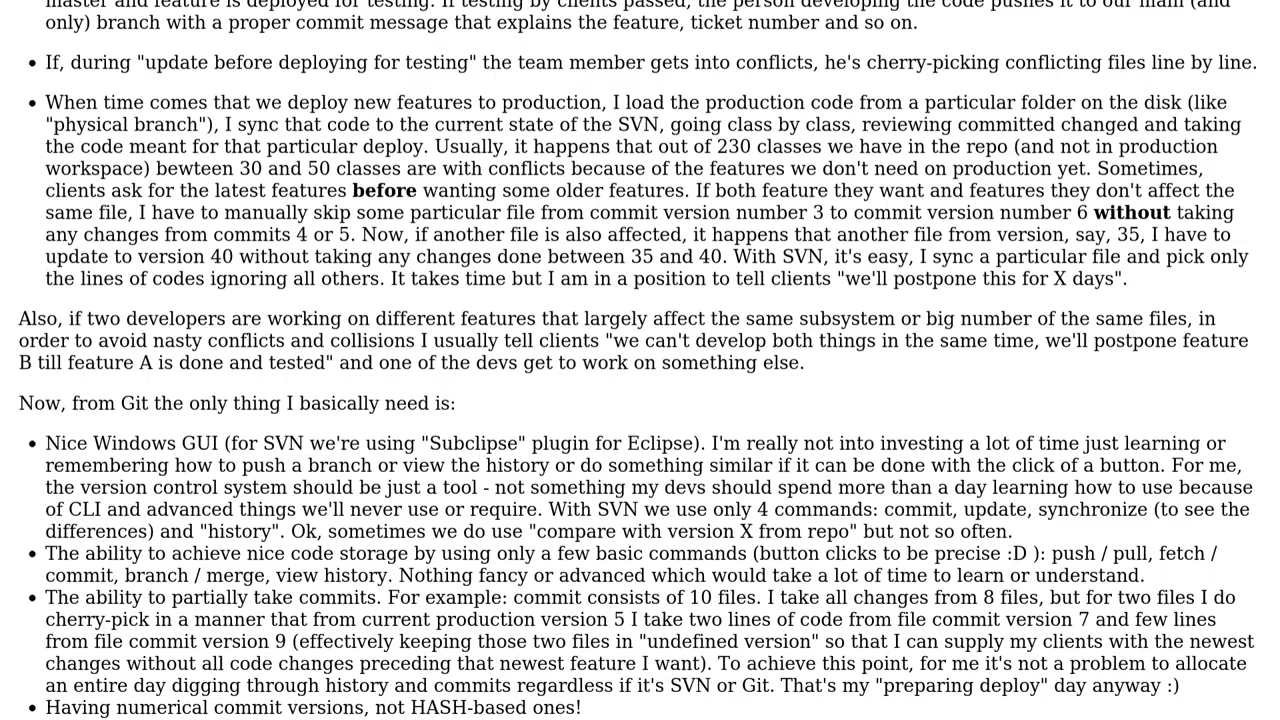 master and feature is deployed for testing. If testing by clients passed, the person developing the code pushes it to our main (and
only) branch with a proper commit message that explains the feature, ticket number and so on.
• If, during "update before deploying for testing" the team member gets into conflicts, he's cherry-picking conflicting files line by line.
• When time comes that we deploy new features to production, I load the production code from a particular folder on the disk (like
"physical branch"), I sync that code to the current state of the SVN, going class by class, reviewing committed changed and taking
the code meant for that particular deploy. Usually, it happens that out of 230 classes we have in the repo (and not in production
workspace) bewteen 30 and 50 classes are with conflicts because of the features we don't need on production yet. Sometimes,
clients ask for the latest features before wanting some older features. If both feature they want and features they don't affect the
same file, I have to manually skip some particular file from commit version number 3 to commit version number 6 without taking
any changes from commits 4 or 5. Now, if another file is also affected, it happens that another file from version, say, 35, I have to
update to version 40 without taking any changes done between 35 and 40. With SVN, it's easy, I sync a particular file and pick only
the lines of codes ignoring all others. It takes time but I am in a position to tell clients "we'll postpone this for X days".
Also, if two developers are working on different features that largely affect the same subsystem or big number of the same files, in
order to avoid nasty conflicts and collisions I usually tell clients "we can't develop both things in the same time, we'll postpone feature
B till feature A is done and tested" and one of the devs get to work on something else.
Now, from Git the only thing I basically need is:
• Nice Windows GUI (for SVN we're using "Subclipse" plugin for Eclipse). I'm really not into investing a lot of time just learning or
remembering how to push a branch or view the history or do something similar if it can be done with the click of a button. For me,
the version control system should be just a tool - not something my devs should spend more than a day learning how to use because
of CLI and advanced things we'll never use or require. With SVN we use only 4 commands: commit, update, synchronize (to see the
differences) and "history". Ok, sometimes we do use "compare with version X from repo" but not so often.
• The ability to achieve nice code storage by using only a few basic commands (button clicks to be precise :D ): push / pull, fetch /
commit, branch / merge, view history. Nothing fancy or advanced which would take a lot of time to learn or understand.
• The ability to partially take commits. For example: commit consists of 10 files. I take all changes from 8 files, but for two files I do
cherry-pick in a manner that from current production version 5 I take two lines of code from file commit version 7 and few lines
from file commit version 9 (effectively keeping those two files in "undefined version" so that I can supply my clients with the newest
changes without all code changes preceding that newest feature I want). To achieve this point, for me it's not a problem to allocate
an entire day digging through history and commits regardless if it's SVN or Git. That's my "preparing deploy" day anyway :)
• Having numerical commit versions, not HASH-based ones!